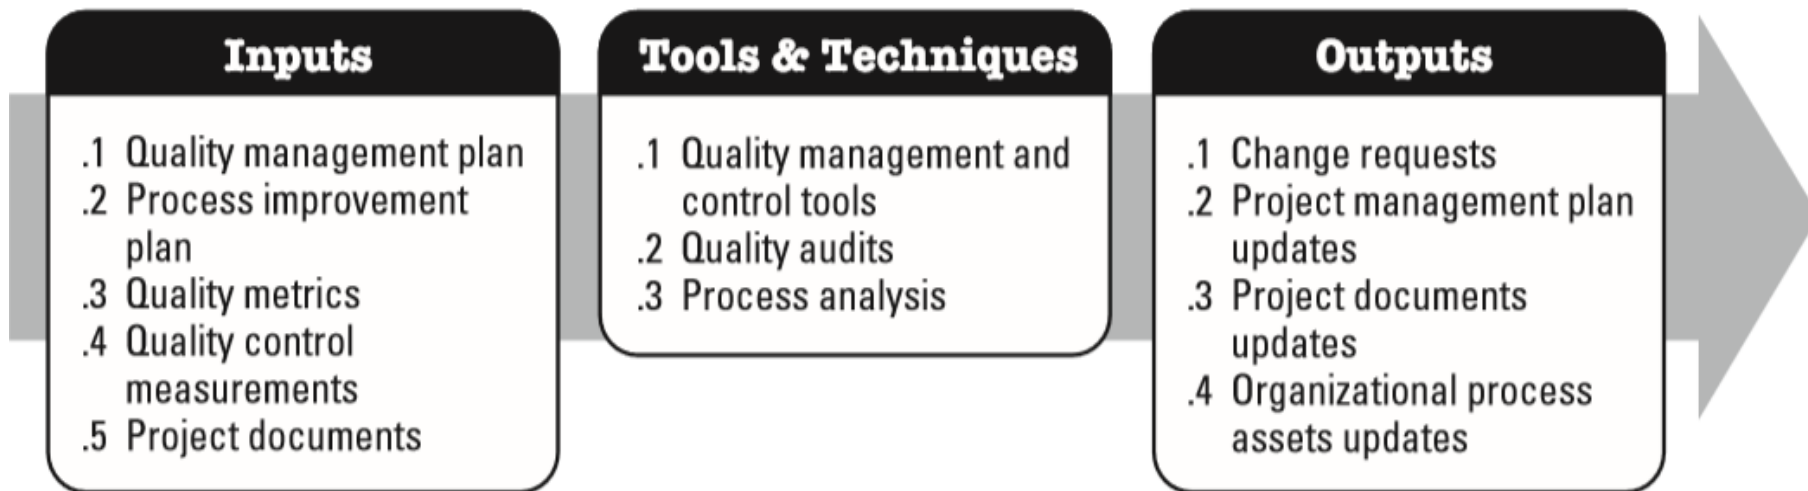 Inputs
.1 Quality management plan
.2 Process improvement
plan
.3 Quality metrics
.4 Quality control
measurements
.5 Project documents
Tools & Techniques
.1 Quality management and
control tools
.2 Quality audits
.3 Process analysis
Outputs
.1 Change requests
.2 Project management plan
updates
.3 Project documents
updates
.4 Organizational process
assets updates